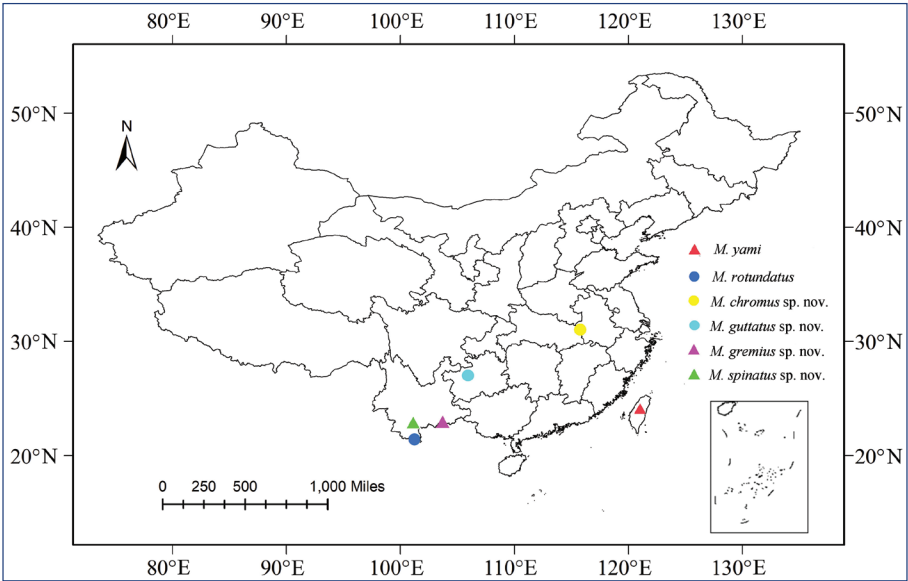 80°E 90°E 100°E 110°E 120°E 130°E
50°N 50°N
N
40°N 40°N
M. yami
M. rotundatus
M. chromus sp. nov.
30°N 30°N
M. guttatus sp. nov.
M. gremius sp. nov.
M. spinatus sp. nov.
20°N 20°N
0 250 500 1,000 Miles
80°E 90°E 100°E 110°E 120°E 130°E